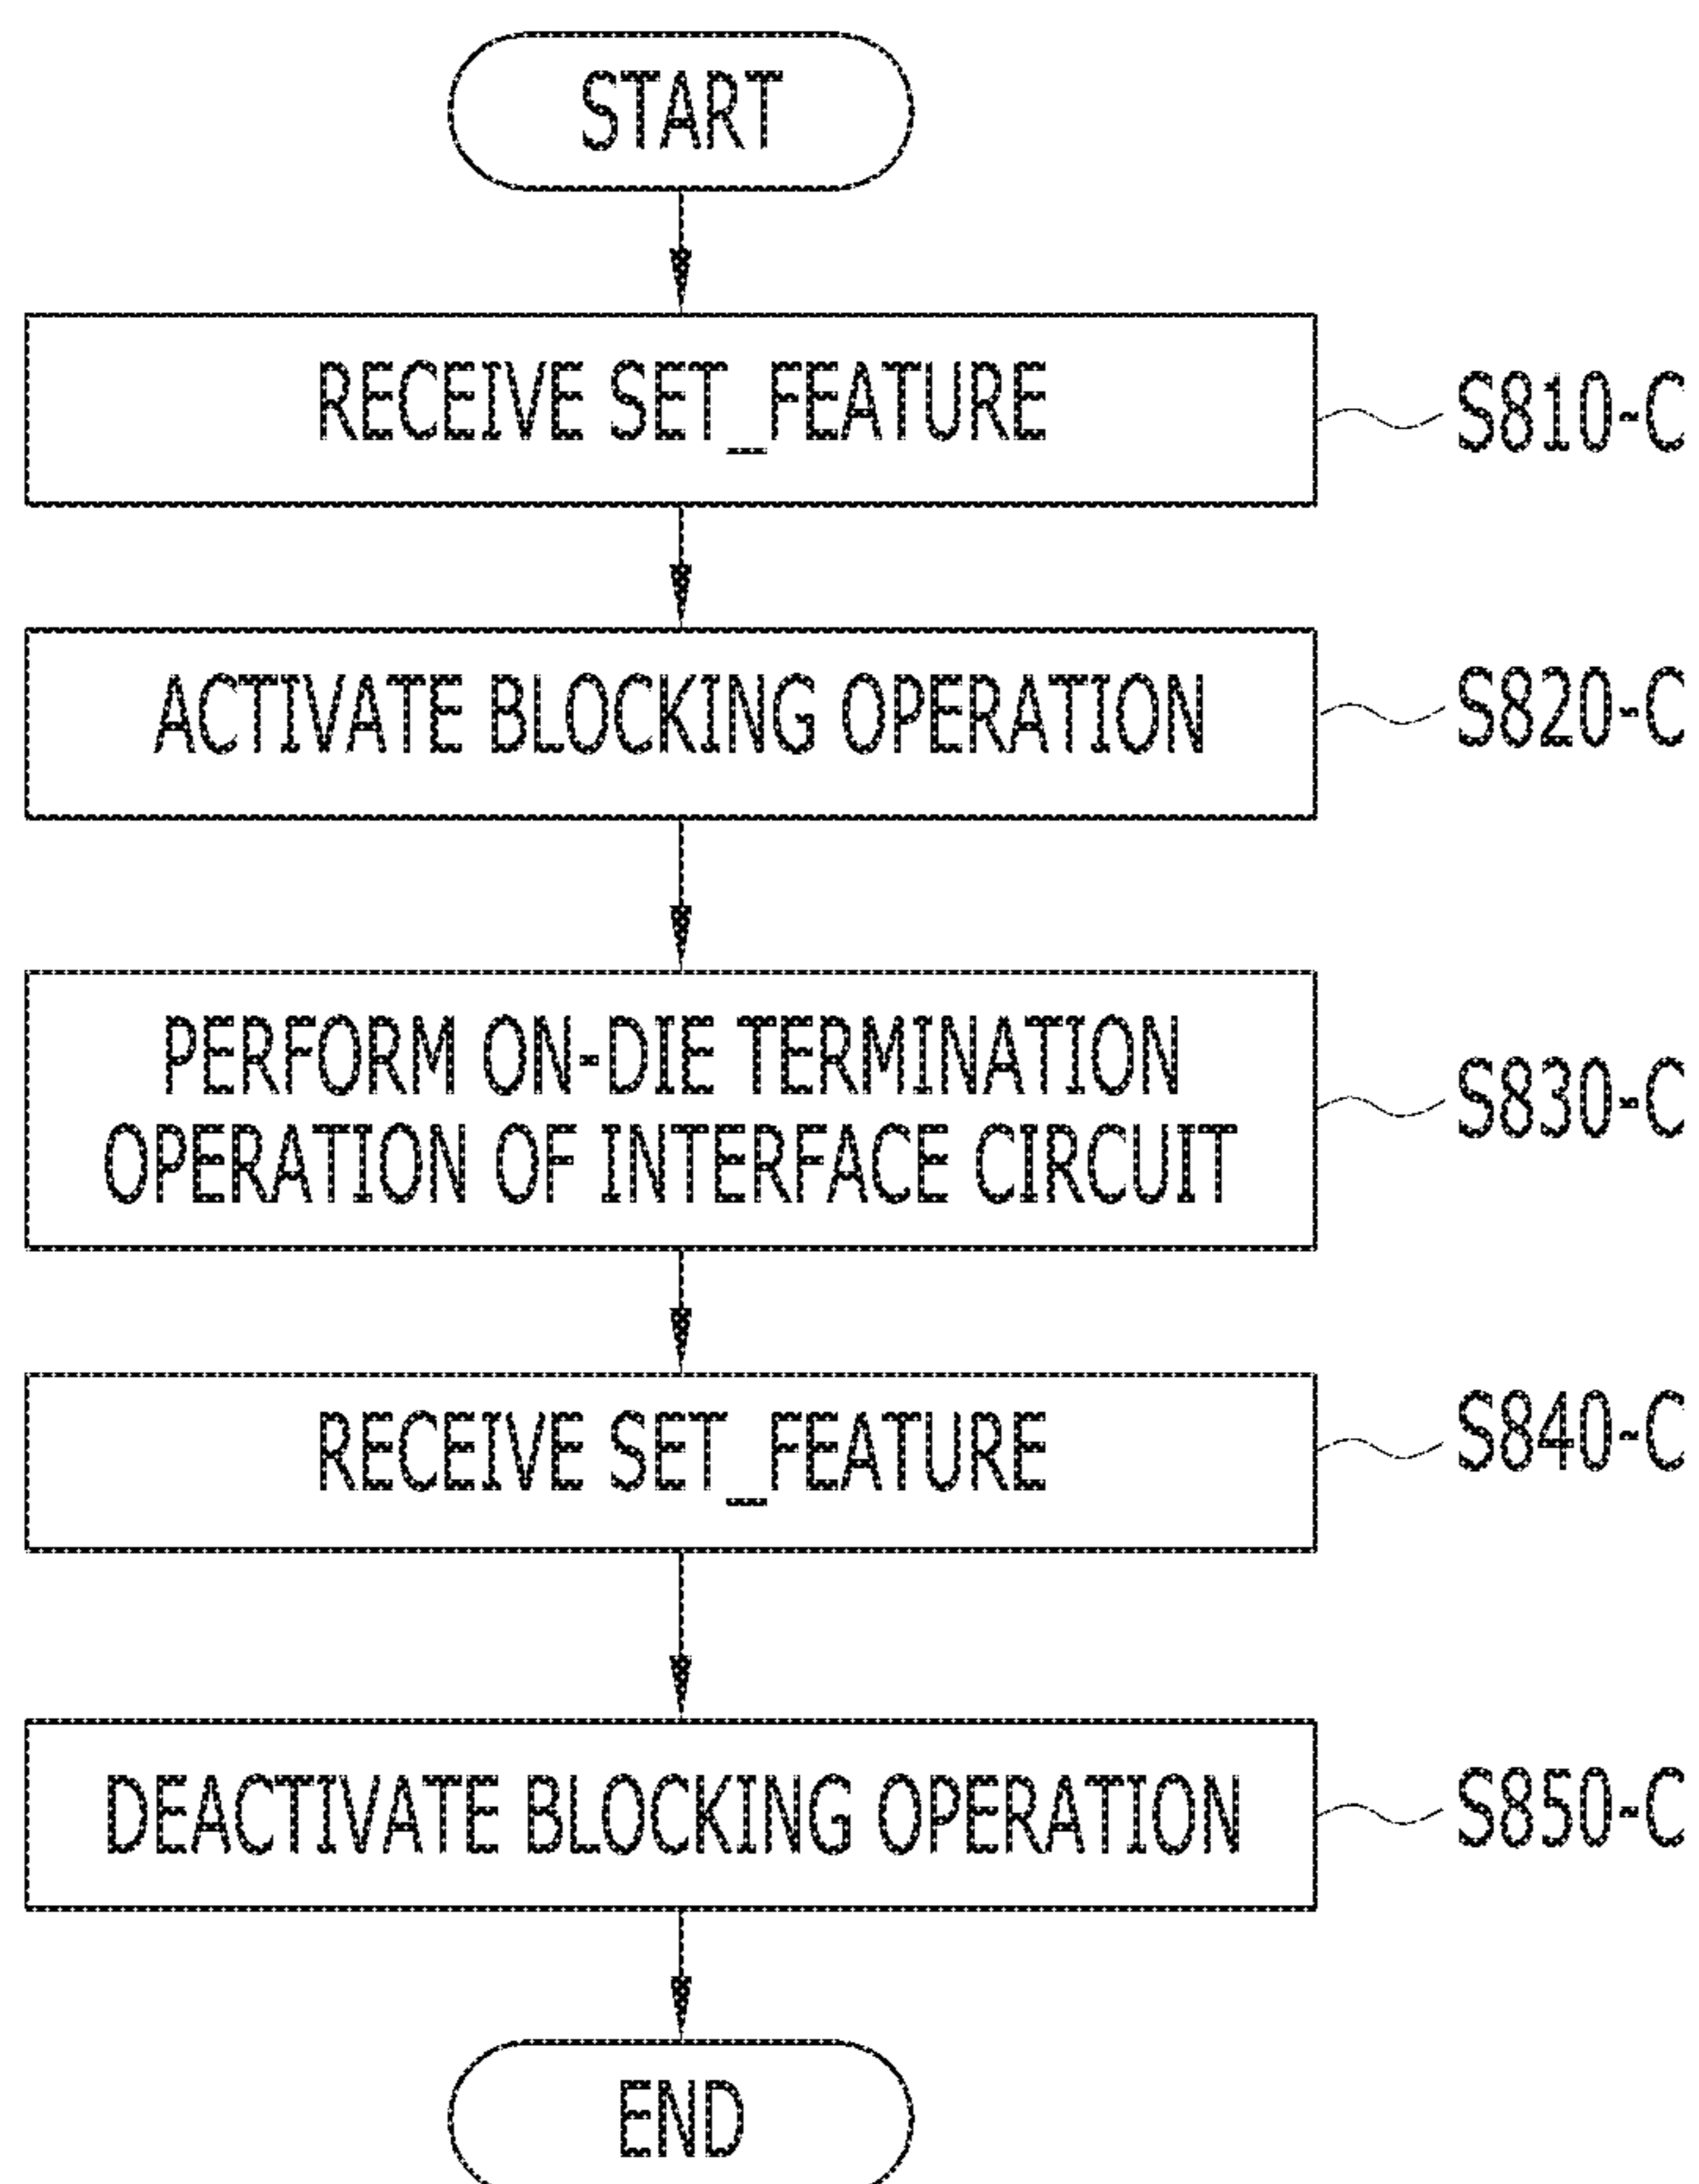 START
RECEIVE SET_FEATURE
S810-C
ACTIVATE BLOCKING OPERATION
S820-C
PERFORM ON-DIE TERMINATION
OPERATION OF INTERFACE CIRCUIT
S830-C
RECEIVE SET_FEATURE
S840-C
DEACTIVATE BLOCKING OPERATION
S850-C
END